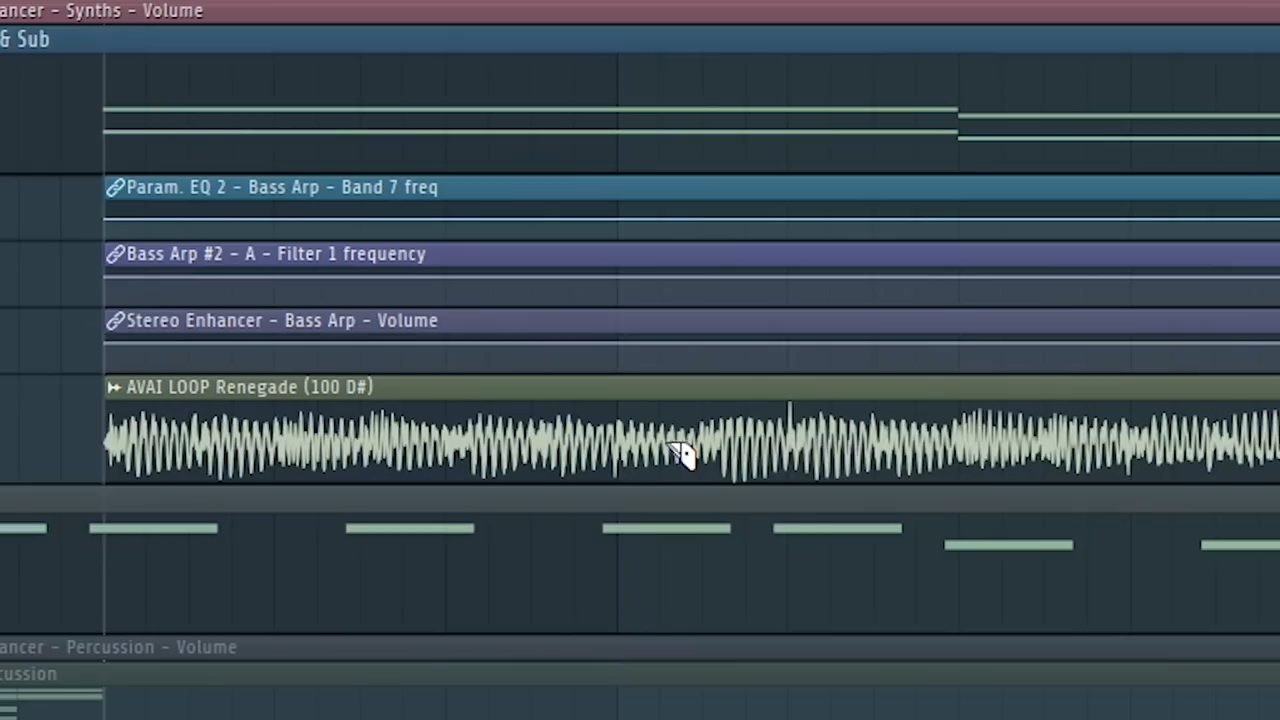 ancer - Synths - Volume
& Sub
Param. EQ 2 - Bass Arp - Band 7 freq
Bass Arp #2 - A - Filter 1 frequency
Stereo Enhancer - Bass Arp - Volume
AVAI LOOP Renegade (100 D#)
ancer - Percussion - Volume
cussion